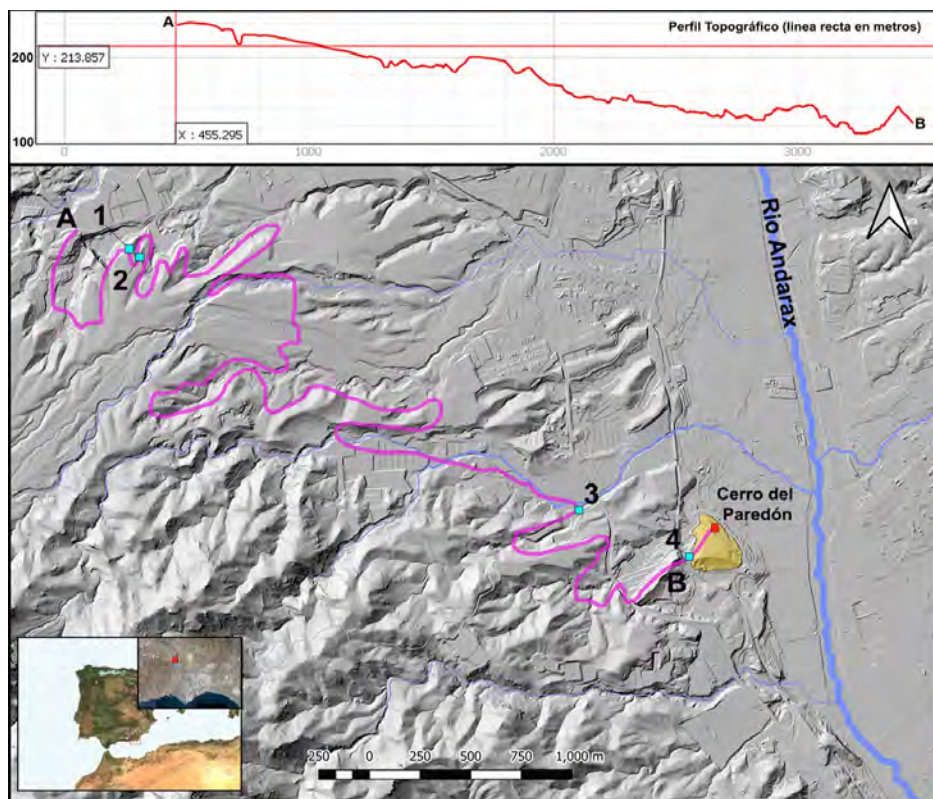 A
Perfil Topográfico (linea recta en metros)
200
Y : 213.857
X : 455.295
100
B
0
1000
2000
3000
A
1
2
Rio Andarax
3
Cerro del
Paredón
4
B
250
0
250
500
750
1,000 m